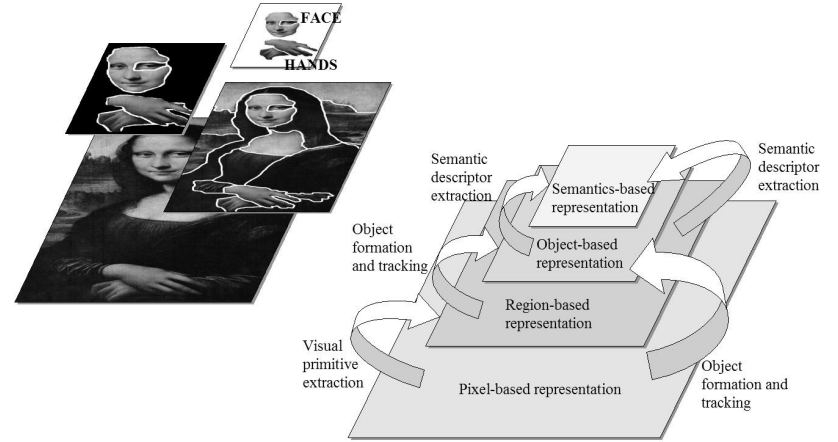 FACE
HANDS
Semantic
descriptor
extraction
Semantics-based
representation
Semantic
descriptor
extraction
Object
formation
and tracking
Object-based
representation
Region-based
representation
Visual
primitive
extraction
Pixel-based representation
Object
formation and
tracking